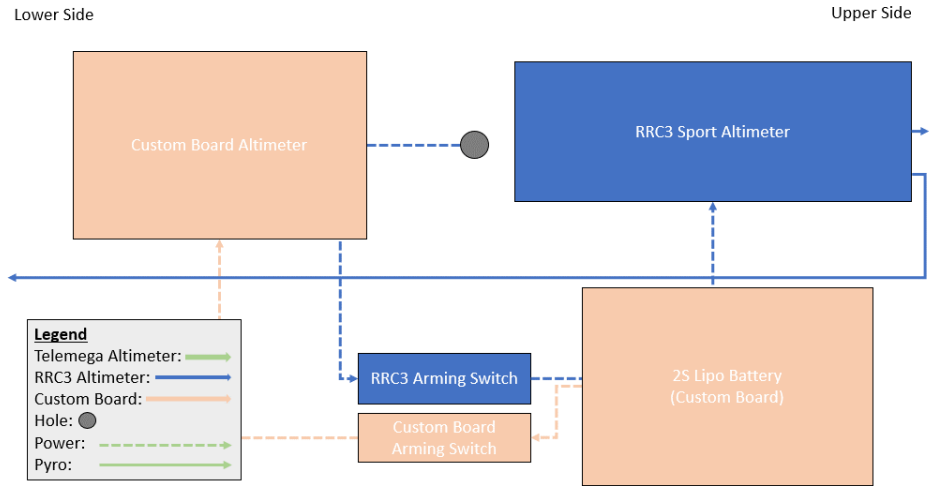 Lower Side
Upper Side
Custom Board Altimeter
RRC3 Sport Altimeter
Legend
Telemega Altimeter:
RRC3 Altimeter:
Custom Board:
Hole:
Power:
Pyro:
RRC3 Arming Switch
Custom Board
Arming Switch
2S Lipo Battery
(Custom Board)